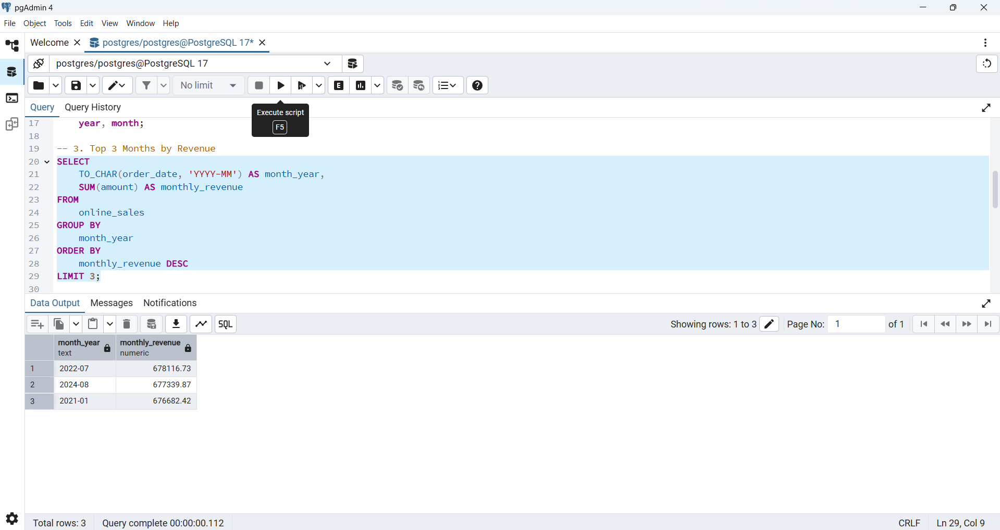 pgAdmin 4
File Object Tools Edit View Window Help
Welcome postgres/postgres@PostgreSQL 17*
postgres/postgres@PostgreSQL 17
No limit E
Query Query History
Execute script
F5
17 year, month;
18
19 -- 3. Top 3 Months by Revenue
20 SELECT
21 TO_CHAR(order_date, 'YYYY-MM') AS month_year,
22 SUM(amount) AS monthly_revenue
23 FROM
24 online_sales
25 GROUP BY
26 month_year
27 ORDER BY
28 monthly_revenue DESC
29 LIMIT 3;
30
Data Output Messages Notifications
SQL Showing rows: 1 to 3 Page No: 1 of 1
month_year monthly_revenue
text numeric
1 2022-07 678116.73
2 2024-08 677339.87
3 2021-01 676682.42
Total rows: 3 Query complete 00:00:00.112 CRLF Ln 29, Col 9